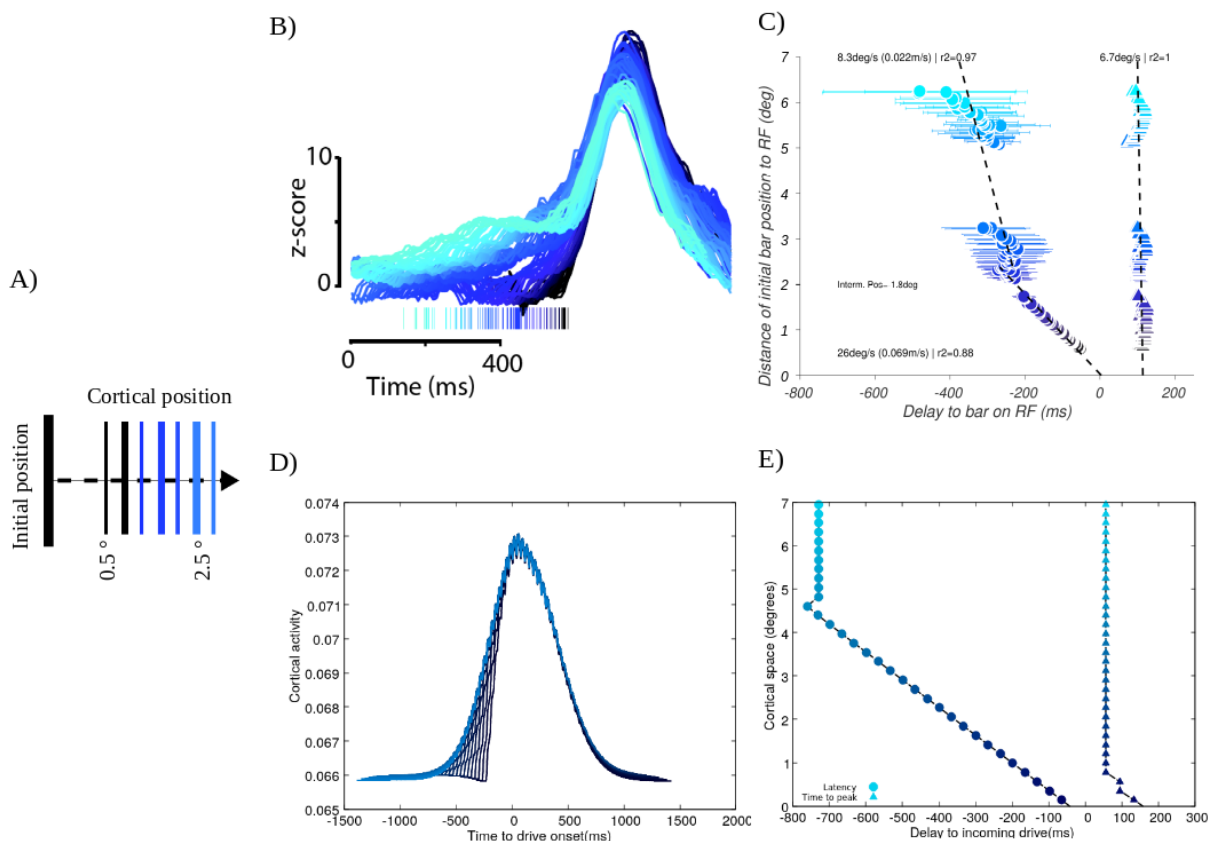 A)
Cortical position
Initial position
0.5 °
2.5 °
B)
z-score
10
0
0
400
Time (ms)
C)
8.3deg/s (0.022m/s) | r2=0.97
6.7deg/s | r2=1
Interm. Pos~ 1.8deg
26deg/s (0.069m/s) | r2=0.88
Distance of initial bar position to RF (deg)
7
6
5
4
3
2
1
0
-800
-600
-400
-200
0
200
Delay to bar on RF (ms)
D)
Cortical activity
0.074
0.073
0.072
0.071
0.07
0.069
0.068
0.067
0.066
0.065
-1500
-1000
-500
0
500
1000
1500
2000
Time to drive onset(ms)
E)
Cortical space (degrees)
7
6
5
4
3
2
1
0
Latency
Time to peak
-800
-700
-600
-500
-400
-300
-200
-100
0
100
200
300
Delay to incoming drive(ms)